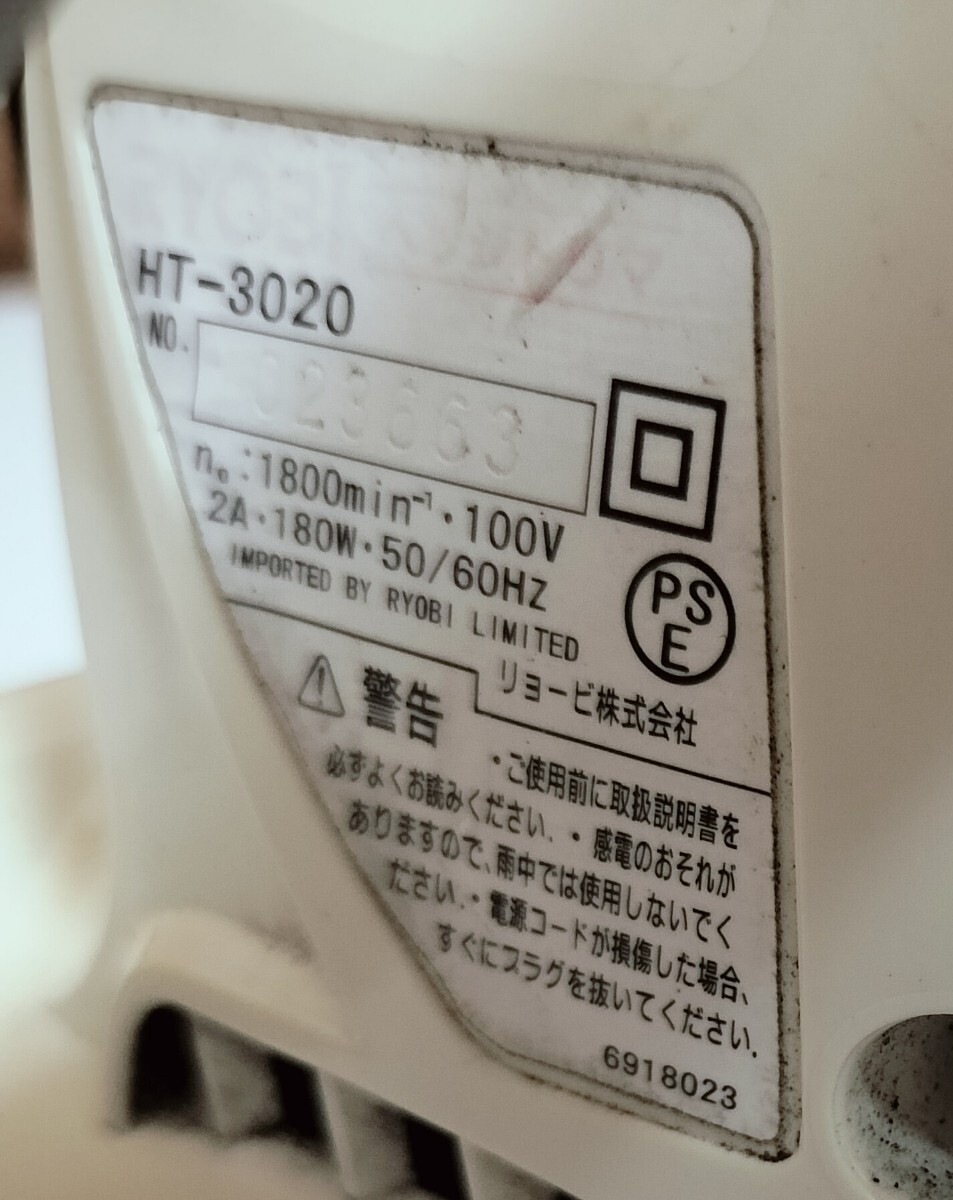 HT-3020
NO.
023663
n₀:1800min⁻¹・100V
2A・180W・50/60HZ
PS
E
IMPORTED BY RYOBI LIMITED
リョービ株式会社
警告
・ご使用前に取扱説明書を
必ずよくお読みください.・感電のおそれが
ありますので、雨中では使用しないでく
ださい.・電源コードが損傷した場合、
すぐにプラグを抜いてください.
6918023